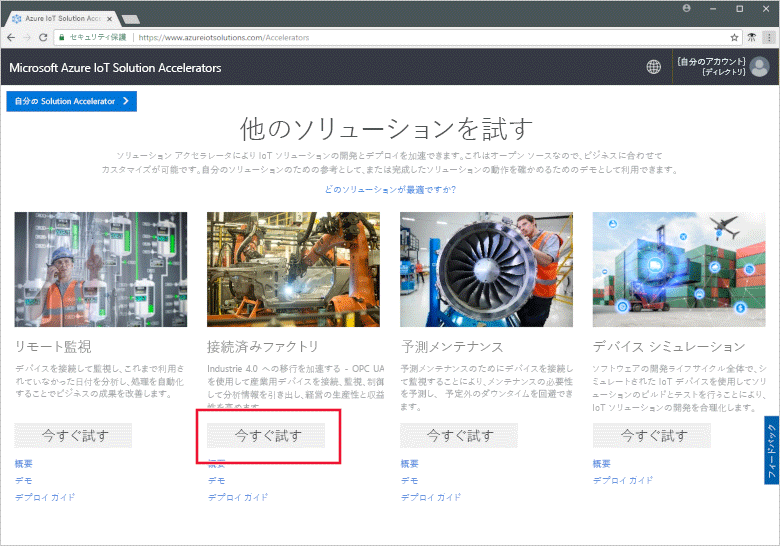 Azure IoT Solution Acce
セキュリティ保護
https://www.azureiotsolutions.com/Accelerators
Microsoft Azure IoT Solution Accelerators
[自分のアカウント]
[ディレクトリ]
自分の Solution Accelerator
他のソリューションを試す
ソリューション アクセラレータにより IoT ソリューションの開発とデプロイを加速できます。これはオープン ソースなので、ビジネスに合わせて
カスタマイズが可能です。自分のソリューションのための参考として、または完成したソリューションの動作を確かめるためのデモとして利用できます。
どのソリューションが最適ですか?
リモート監視
デバイスを接続して監視し、これまで利用さ
れていなかった日付を分析し、処理を自動化
することでビジネスの成果を改善します。
今すぐ試す
概要
デモ
デプロイ ガイド
接続済みファクトリ
Industrie 4.0 への移行を加速する - OPC UA
を使用して産業用デバイスを接続、監視、制御
して分析情報を引き出し、経営の生産性と収益
性を高めます
今すぐ試す
概要
デモ
デプロイ ガイド
予測メンテナンス
予測メンテナンスのためにデバイスを接続し
て監視することにより、メンテナンスの必要性
を予測し、 予定外のダウンタイムを回避できま
す。
今すぐ試す
概要
デモ
デプロイ ガイド
デバイス シミュレーション
ソフトウェアの開発ライフサイクル全体で、シ
ミュレートされた IoT デバイスを使用してソリ
ューションのビルドとテストを行うことにより、
IoT ソリューションの開発を合理化します。
今すぐ試す
概要
デプロイ ガイド
フィードバック